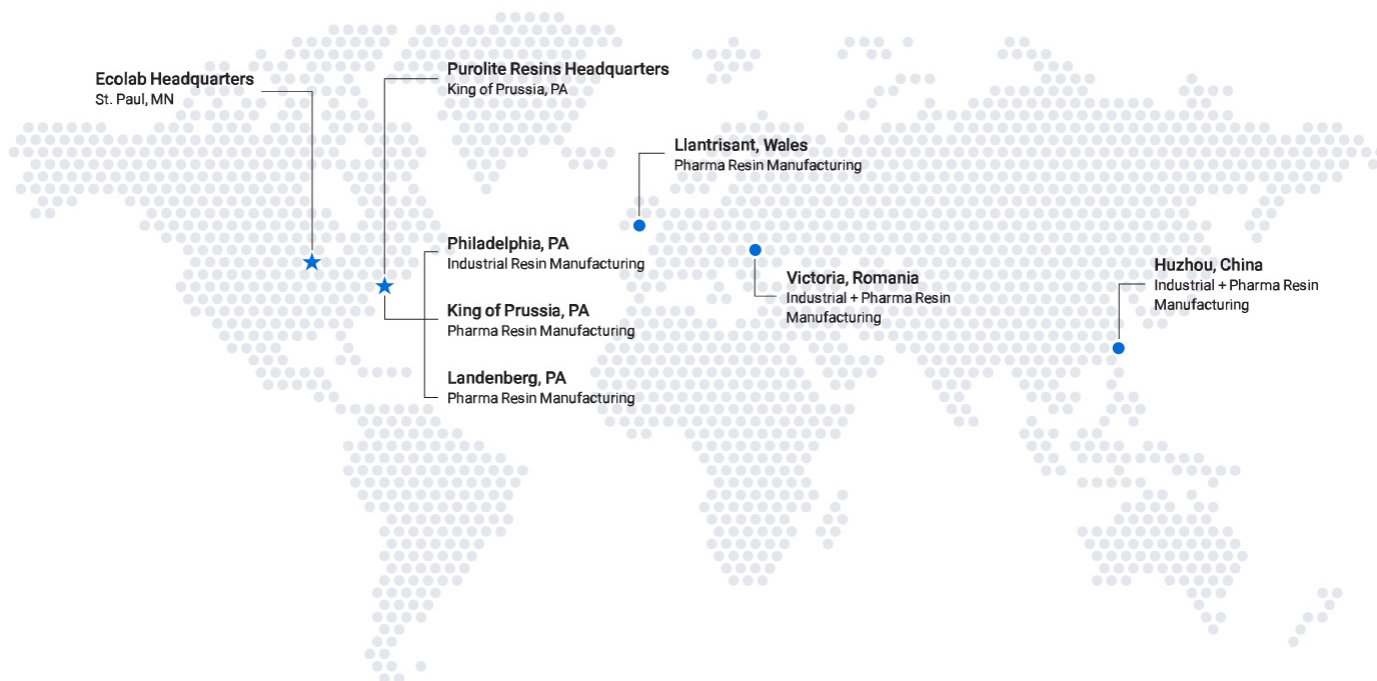 Ecolab Headquarters
St. Paul, MN
Purolite Resins Headquarters
King of Prussia, PA
Llantrisant, Wales
Pharma Resin Manufacturing
Philadelphia, PA
Industrial Resin Manufacturing
King of Prussia, PA
Pharma Resin Manufacturing
Landenberg, PA
Pharma Resin Manufacturing
Victoria, Romania
Industrial + Pharma Resin
Manufacturing
Huzhou, China
Industrial + Pharma Resin
Manufacturing